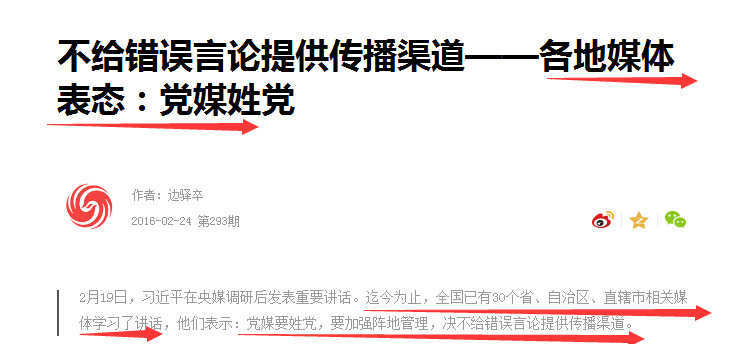 不给错误言论提供传播渠道——各地媒体
表态：党媒姓党
作者：边驿卒
2016-02-24 第293期
2月19日，习近平在央媒调研后发表重要讲话。迄今为止，全国已有30个省、自治区、直辖市相关媒
体学习了讲话，他们表示：党媒要姓党，要加强阵地管理，决不给错误言论提供传播渠道。